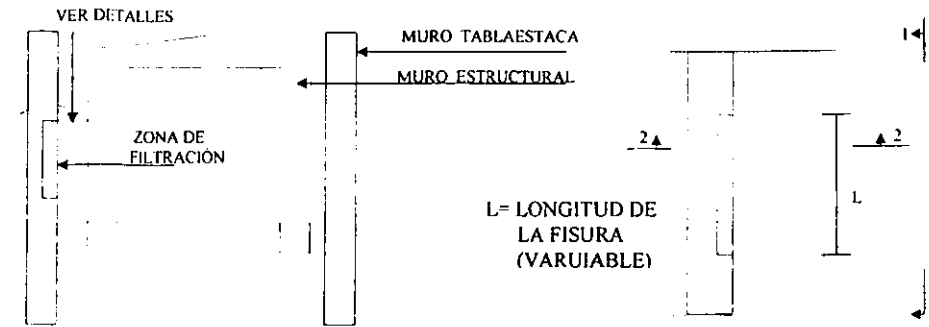 VER DETALLES
MURO TABLAESTACA
MURO ESTRUCTURAL
ZONA DE
FILTRACIÓN
1
2
2
L
L= LONGITUD DE
LA FISURA
(VARUIABLE)